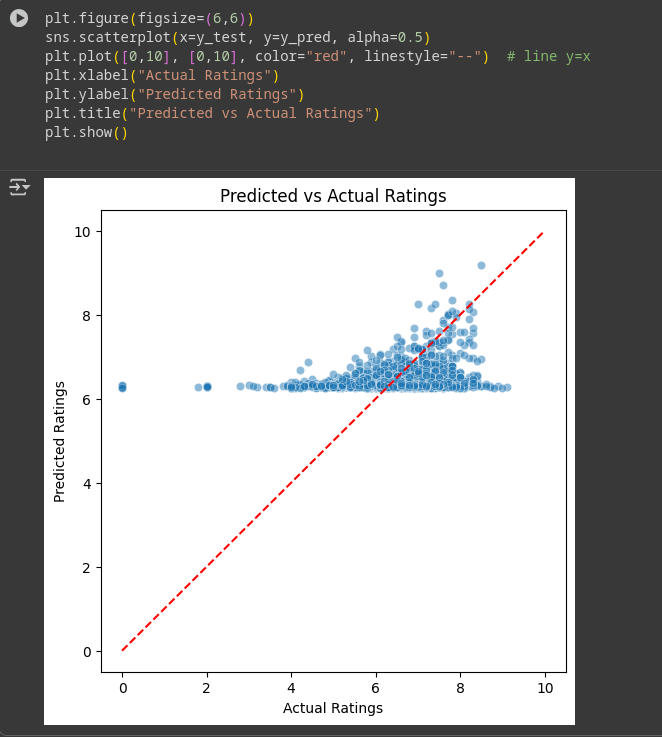 plt.figure(figsize=(6,6))
sns.scatterplot(x=y_test, y=y_pred, alpha=0.5)
plt.plot([0,10], [0,10], color="red", linestyle="--")  # line y=x
plt.xlabel("Actual Ratings")
plt.ylabel("Predicted Ratings")
plt.title("Predicted vs Actual Ratings")
plt.show()
Predicted vs Actual Ratings
Predicted Ratings
10
8
6
4
2
0
0 2 4 6 8 10
Actual Ratings